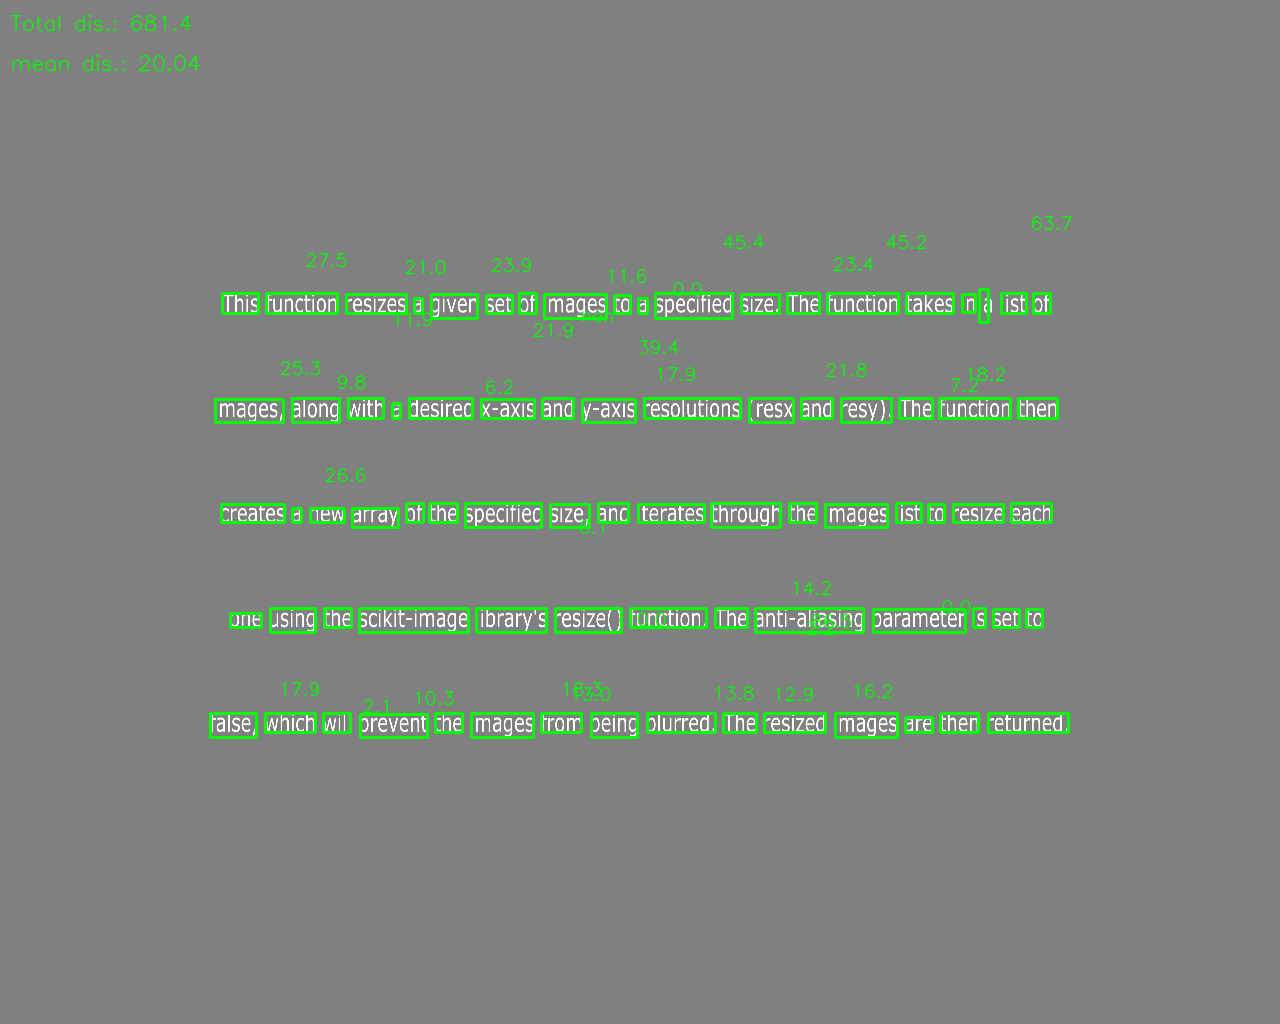 Total dis.: 681.4
mean dis.: 20.04
63.7
45.4 45.2
27.5 21.0 23.9 11.6 0.0 23.4
This function resizes a given set of images to a specified size. The function takes in a list of
11.9 21.9 39.4
25.3 9.8 6.2 17.9 21.8 7.2 18.2
images, along with a desired x-axis and y-axis resolutions (resx and resy). The function then
26.6
creates a new array of the specified size, and iterates through the images list to resize each
14.2 0.0
one using the scikit-image library's resize() function. The anti-aliasing parameter is set to
17.9 2.1 10.3 18.3 13.0 13.8 12.9 16.2
false, which will prevent the images from being blurred. The resized images are then returned.